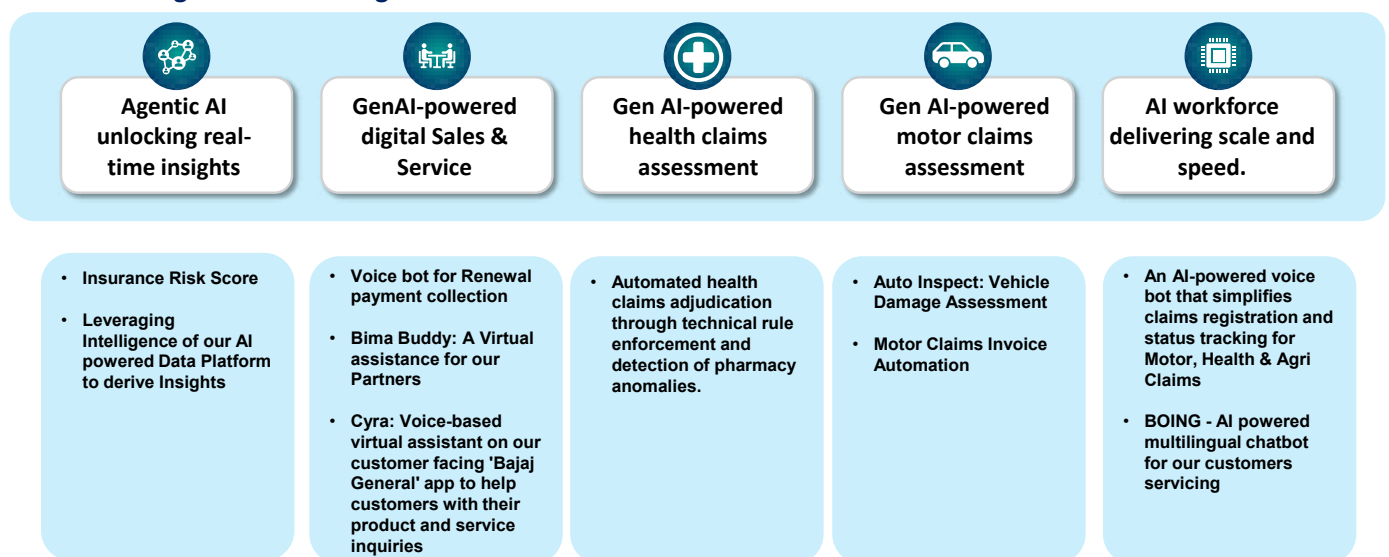 Agentic AI
unlocking real-
time insights
GenAI-powered
digital Sales &
Service
Gen AI-powered
health claims
assessment
Gen AI-powered
motor claims
assessment
AI workforce
delivering scale and
speed.
• Insurance Risk Score
• Leveraging
Intelligence of our AI
powered Data Platform
to derive Insights
• Voice bot for Renewal
payment collection
• Bima Buddy: A Virtual
assistance for our
Partners
• Cyra: Voice-based
virtual assistant on our
customer facing 'Bajaj
General' app to help
customers with their
product and service
inquiries
• Automated health
claims adjudication
through technical rule
enforcement and
detection of pharmacy
anomalies.
• Auto Inspect: Vehicle
Damage Assessment
• Motor Claims Invoice
Automation
• An AI-powered voice
bot that simplifies
claims registration and
status tracking for
Motor, Health & Agri
Claims
• BOING - AI powered
multilingual chatbot
for our customers
servicing